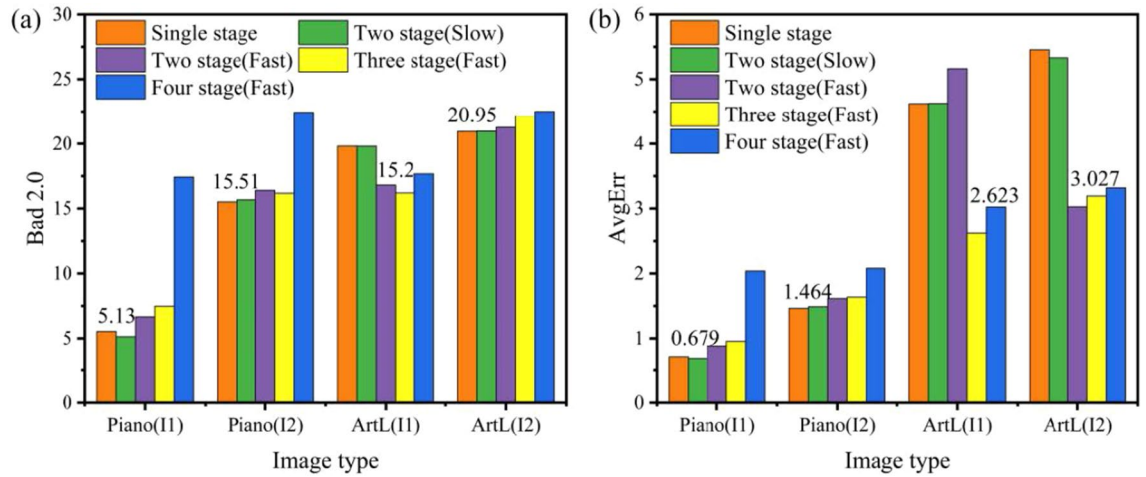 (a)
Bad 2.0
30
25
20
15
10
5
0
Single stage
Two stage(Slow)
Two stage(Fast)
Three stage(Fast)
Four stage(Fast)
5.13
15.51
15.2
20.95
Piano(I1)
Piano(I2)
ArtL(I1)
ArtL(I2)
Image type
(b)
AvgErr
6
5
4
3
2
1
0
Single stage
Two stage(Slow)
Two stage(Fast)
Three stage(Fast)
Four stage(Fast)
0.679
1.464
2.623
3.027
Piano(I1)
Piano(I2)
ArtL(I1)
ArtL(I2)
Image type